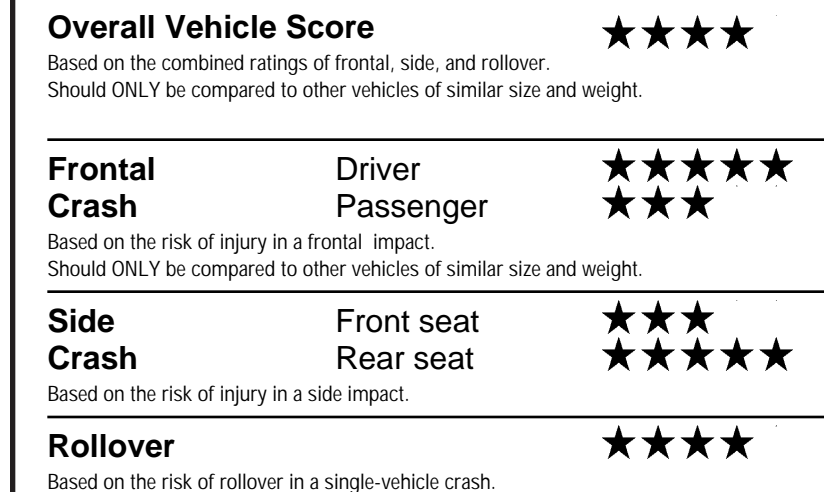 Overall Vehicle Score ★★★★
Based on the combined ratings of frontal, side, and rollover.
Should ONLY be compared to other vehicles of similar size and weight.
Frontal Driver ★★★★★
Crash Passenger ★★★
Based on the risk of injury in a frontal impact.
Should ONLY be compared to other vehicles of similar size and weight.
Side Front seat ★★★
Crash Rear seat ★★★★★
Based on the risk of injury in a side impact.
Rollover ★★★★
Based on the risk of rollover in a single-vehicle crash.